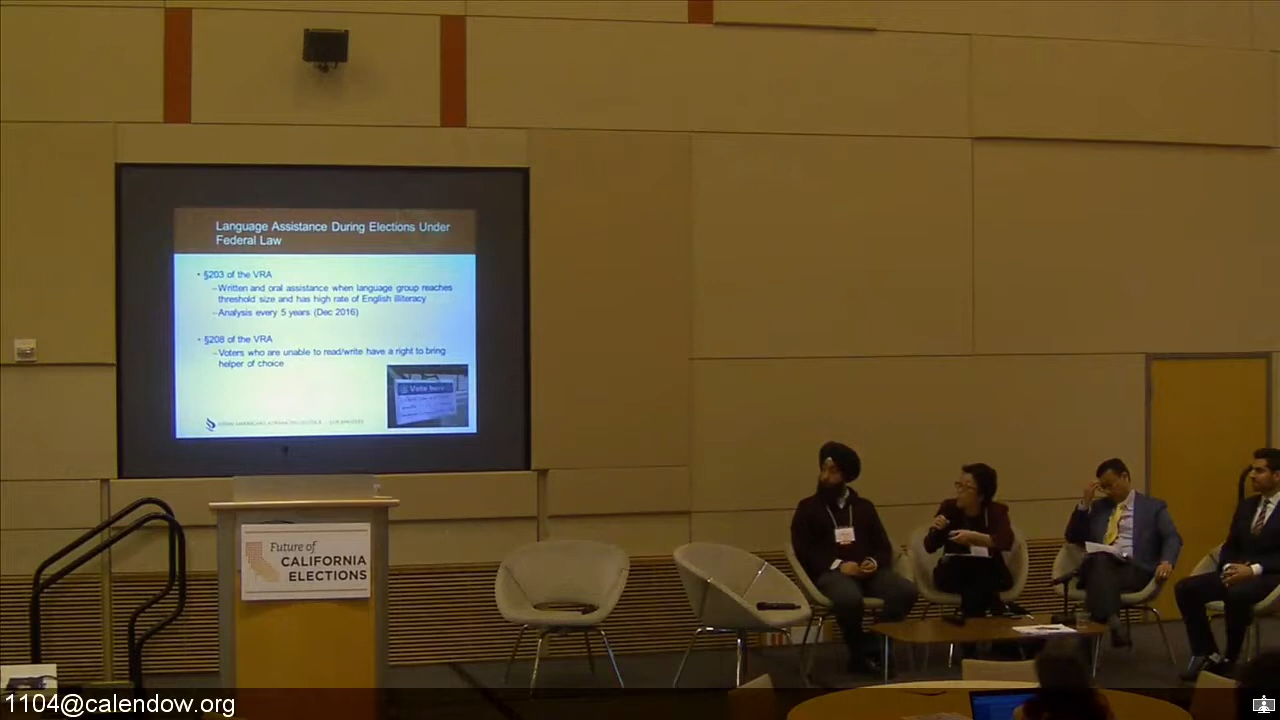 Language Assistance During Elections Under
Federal Law
• §203 of the VRA
–Written and oral assistance when language group reaches
threshold size and has high rate of English illiteracy
–Analysis every 5 years (Dec 2016)
• §208 of the VRA
–Voters who are unable to read/write have a right to bring
helper of choice
Vote here
Future of
CALIFORNIA
ELECTIONS
1104@calendow.org